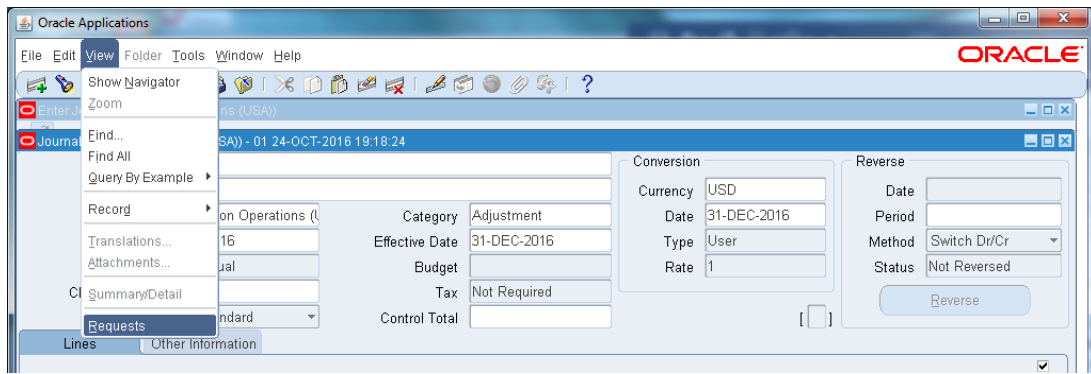 Oracle Applications
File Edit View Folder Tools Window Help
ORACLE
Show Navigator
Zoom
Find...
Find All
Query By Example
Record
Translations...
Attachments...
Summary/Detail
Requests
Enter J ns (USA))
Journal SA)) - 01 24-OCT-2016 19:18:24
Conversion
Reverse
Currency USD
Date
on Operations (U
Category Adjustment
Date 31-DEC-2016
Period
16
Effective Date 31-DEC-2016
Type User
Method Switch Dr/Cr
ual
Budget
Rate 1
Status Not Reversed
Cl
Tax Not Required
Reverse
ndard
Control Total
[ ]
Lines
Other Information